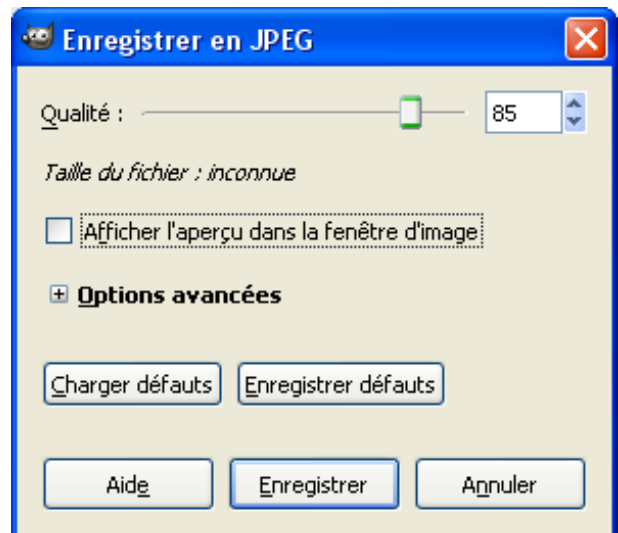 Enregistrer en JPEG
Qualité : 85
Taille du fichier : inconnue
Afficher l'aperçu dans la fenêtre d'image
Options avancées
Charger défauts Enregistrer défauts
Aide Enregistrer Annuler